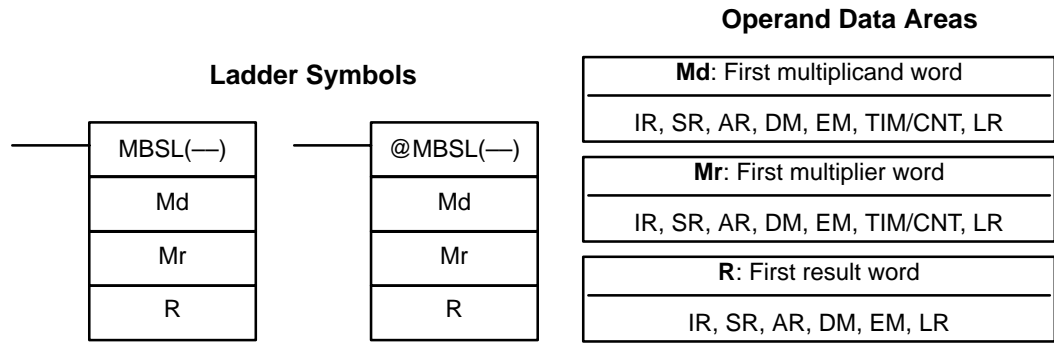 Operand Data Areas
Ladder Symbols
MBSL(––)
Md
Mr
R
@MBSL(––)
Md
Mr
R
Md: First multiplicand word
IR, SR, AR, DM, EM, TIM/CNT, LR
Mr: First multiplier word
IR, SR, AR, DM, EM, TIM/CNT, LR
R: First result word
IR, SR, AR, DM, EM, LR